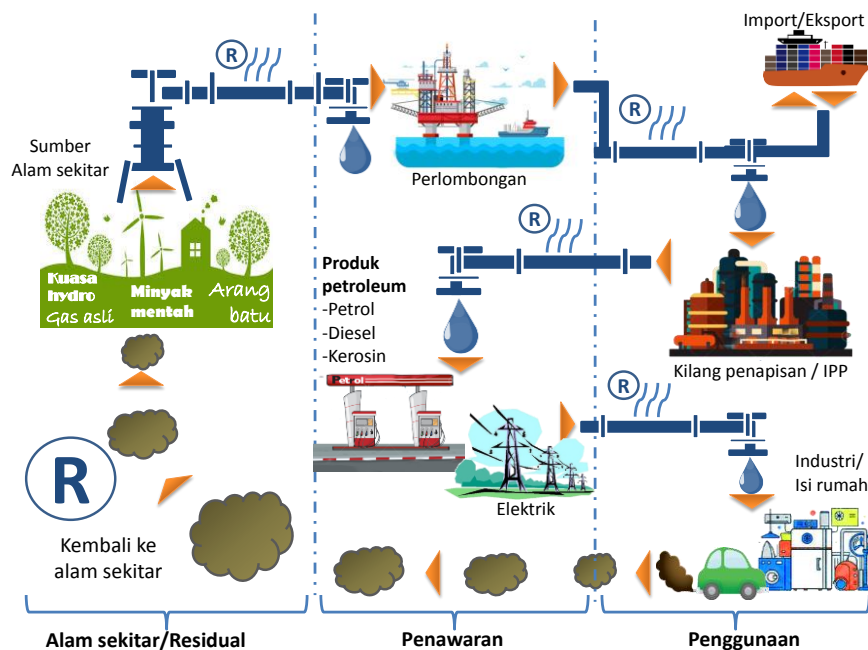 Import/Eksport
R
R
Sumber
Alam sekitar
Perlombongan
R
Kuasa
hydro
Gas asli
Minyak
mentah
Arang
batu
Produk
petroleum
-Petrol
-Diesel
-Kerosin
Kilang penapisan / IPP
Petrol
R
Industri/
Isi rumah
R
Elektrik
Kembali ke
alam sekitar
Alam sekitar/Residual
Penawaran
Penggunaan